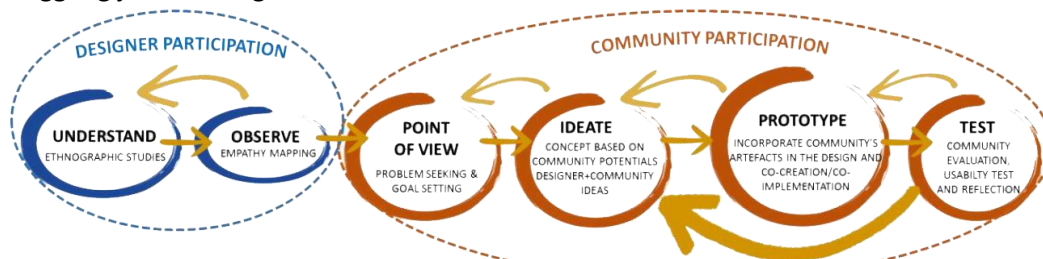 DESIGNER PARTICIPATION
COMMUNITY PARTICIPATION
UNDERSTAND
ETHNOGRAPHIC STUDIES
OBSERVE
EMPATHY MAPPING
POINT
OF VIEW
PROBLEM SEEKING &
GOAL SETTING
IDEATE
CONCEPT BASED ON
COMMUNITY POTENTIALS
DESIGNER+COMMUNITY
IDEAS
PROTOTYPE
INCORPORATE COMMUNITY'S
ARTEFACTS IN THE DESIGN AND
CO-CREATION/CO-
IMPLEMENTATION
TEST
COMMUNITY
EVALUATION,
USABILTY TEST
AND REFLECTION